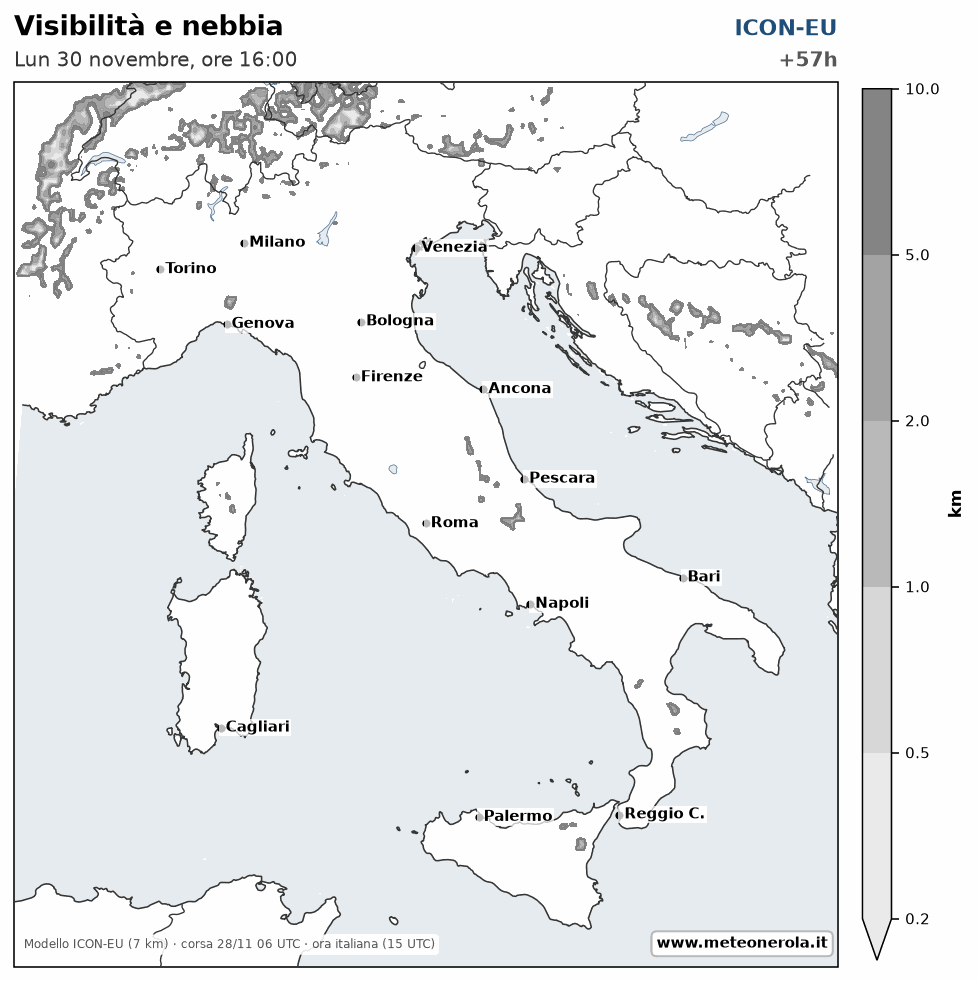 Visibilità e nebbia
ICON-EU
Lun 30 novembre, ore 16:00
+57h
10.0
5.0
2.0
1.0
0.5
0.2
km
Milano
Venezia
Torino
Genova
Bologna
Firenze
Ancona
Pescara
Roma
Bari
Napoli
Cagliari
Palermo
Reggio C.
Modello ICON-EU (7 km) · corsa 28/11 06 UTC · ora italiana (15 UTC)
www.meteonerola.it